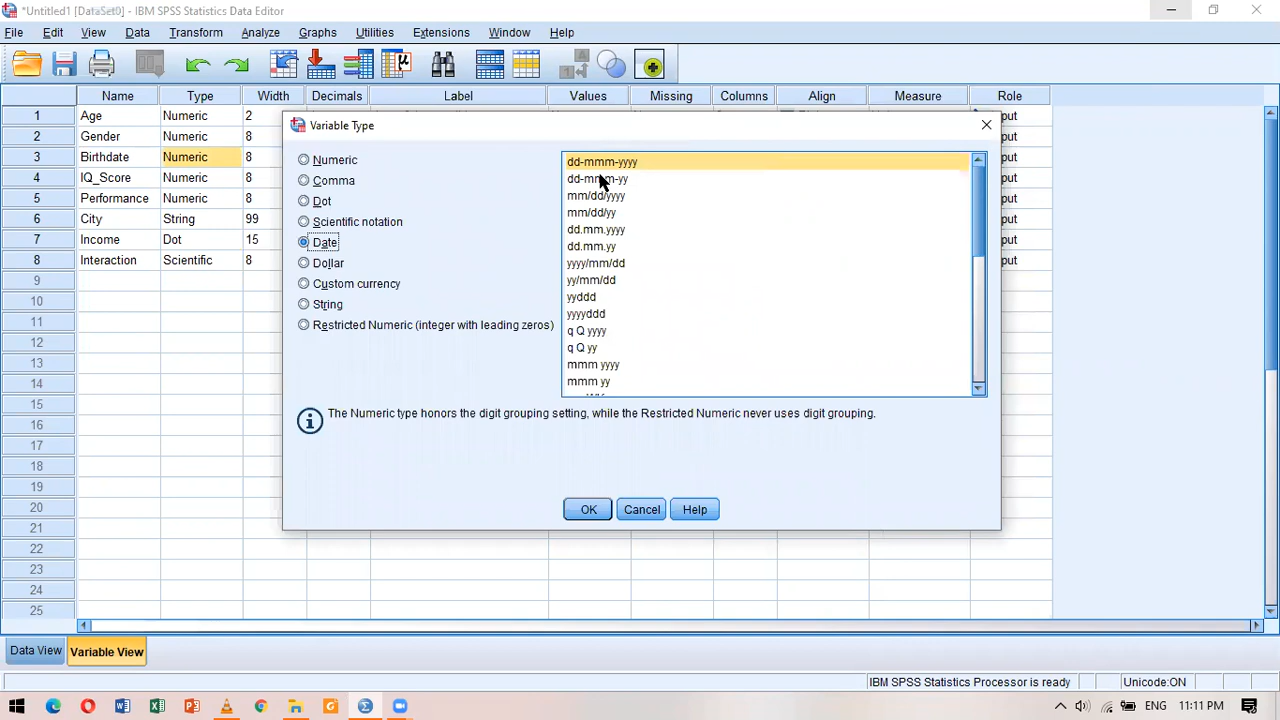 *Untitled1 [DataSet0] - IBM SPSS Statistics Data Editor
File Edit View Data Transform Analyze Graphs Utilities Extensions Window Help
Name Type Width Decimals Label Values Missing Columns Align Measure Role
1 Age Numeric 2
2 Gender Numeric 8
3 Birthdate Numeric 8
4 IQ_Score Numeric 8
5 Performance Numeric 8
6 City String 99
7 Income Dot 15
8 Interaction Scientific 8
9
10
11
12
13
14
15
16
17
18
19
20
21
22
23
24
25
Variable Type
Numeric
Comma
Dot
Scientific notation
Date
Dollar
Custom currency
String
Restricted Numeric (integer with leading zeros)
dd-mmm-yyyy
dd-mmm-yy
mm/dd/yyyy
mm/dd/yy
dd.mm.yyyy
dd.mm.yy
yyyy/mm/dd
yy/mm/dd
yyddd
yyyyddd
q Q yyyy
q Q yy
mmm yyyy
mmm yy
The Numeric type honors the digit grouping setting, while the Restricted Numeric never uses digit grouping.
OK Cancel Help
Data View Variable View
IBM SPSS Statistics Processor is ready Unicode:ON
ENG 11:11 PM